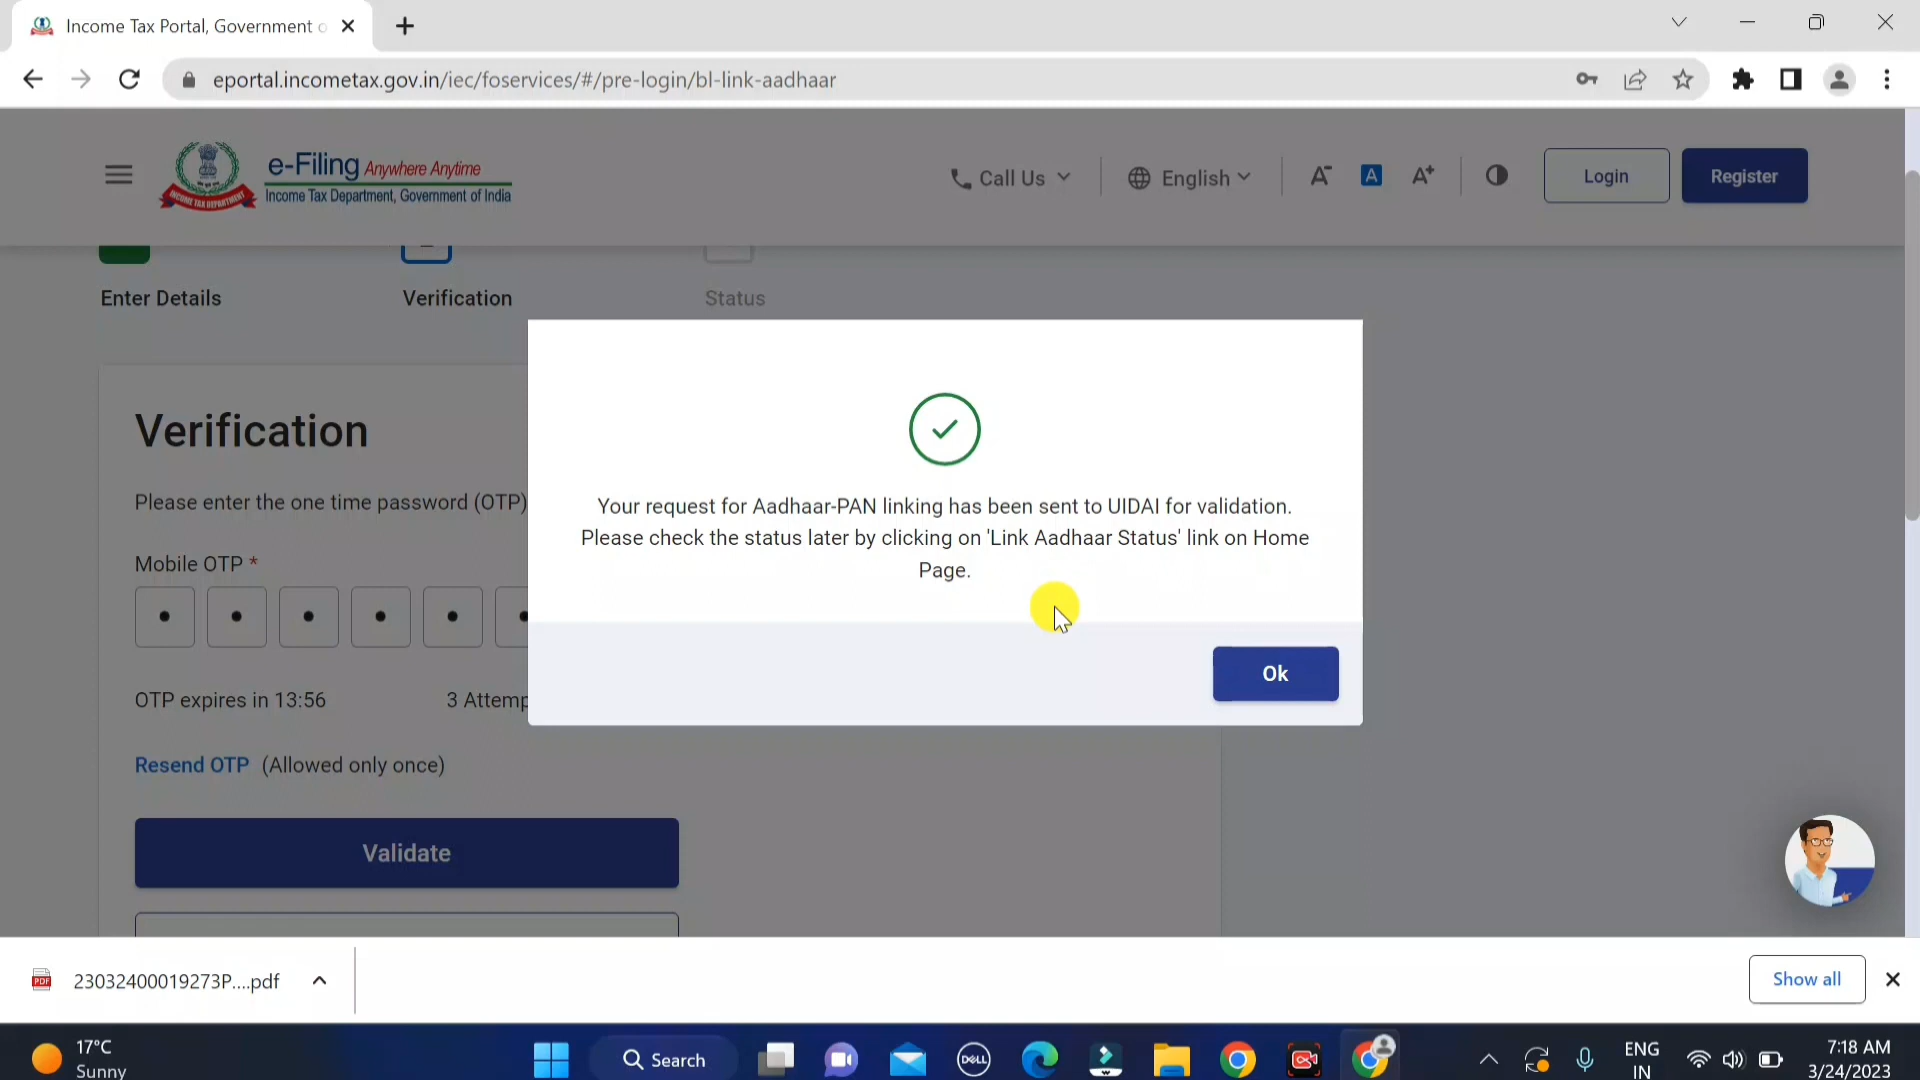 Income Tax Portal, Government o
eportal.incometax.gov.in/iec/foservices/#/pre-login/bl-link-aadhaar
e-Filing Anywhere Anytime
Income Tax Department, Government of India
INCOME TAX DEPARTMENT
Call Us
English
A-
A
A+
Login
Register
Enter Details
Verification
Status
Verification
Please enter the one time password (OTP)
Mobile OTP *
OTP expires in 13:56
3 Attemp
Resend OTP (Allowed only once)
Validate
Your request for Aadhaar-PAN linking has been sent to UIDAI for validation.
Please check the status later by clicking on 'Link Aadhaar Status' link on Home
Page.
Ok
PDF
23032400019273P....pdf
Show all
17°C
Sunny
Search
DELL
ENG
IN
7:18 AM
3/24/2023